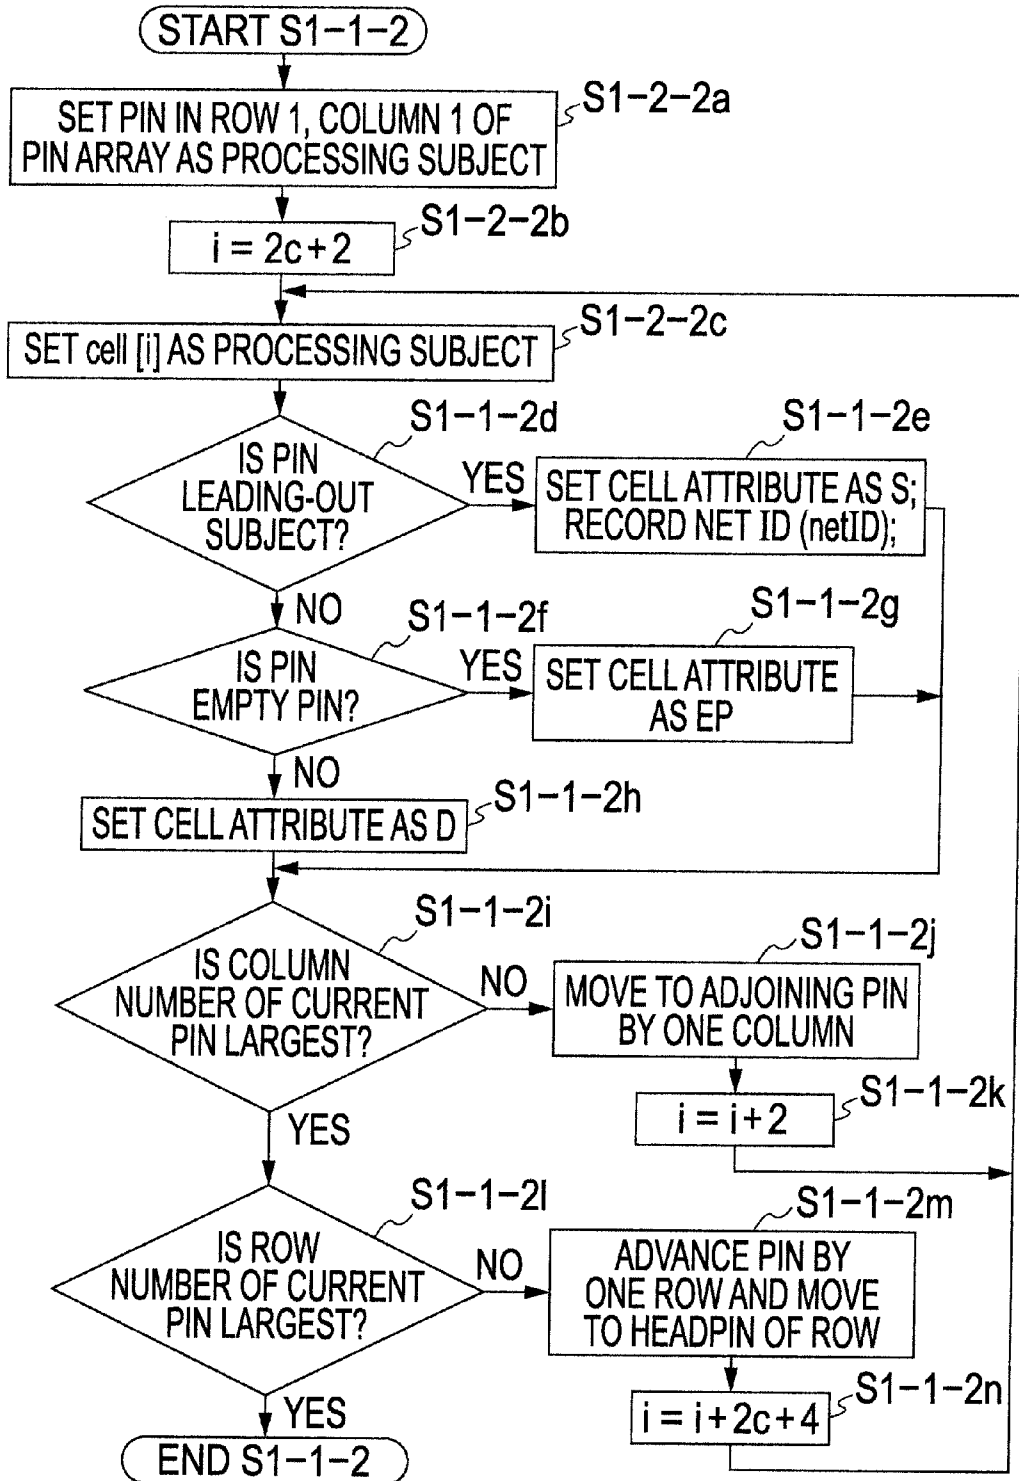 START S1-1-2
S1-2-2a
SET PIN IN ROW 1, COLUMN 1 OF
PIN ARRAY AS PROCESSING SUBJECT
S1-2-2b
i = 2c+2
S1-2-2c
SET cell [i] AS PROCESSING SUBJECT
S1-1-2d
IS PIN
LEADING-OUT
SUBJECT?
YES
S1-1-2e
SET CELL ATTRIBUTE AS S;
RECORD NET ID (netID);
NO
S1-1-2f
IS PIN
EMPTY PIN?
YES
S1-1-2g
SET CELL ATTRIBUTE
AS EP
NO
S1-1-2h
SET CELL ATTRIBUTE AS D
S1-1-2i
IS COLUMN
NUMBER OF CURRENT
PIN LARGEST?
NO
S1-1-2j
MOVE TO ADJOINING PIN
BY ONE COLUMN
S1-1-2k
i = i+2
YES
S1-1-2l
IS ROW
NUMBER OF CURRENT
PIN LARGEST?
NO
S1-1-2m
ADVANCE PIN BY
ONE ROW AND MOVE
TO HEADPIN OF ROW
S1-1-2n
i = i+2c+4
YES
END S1-1-2